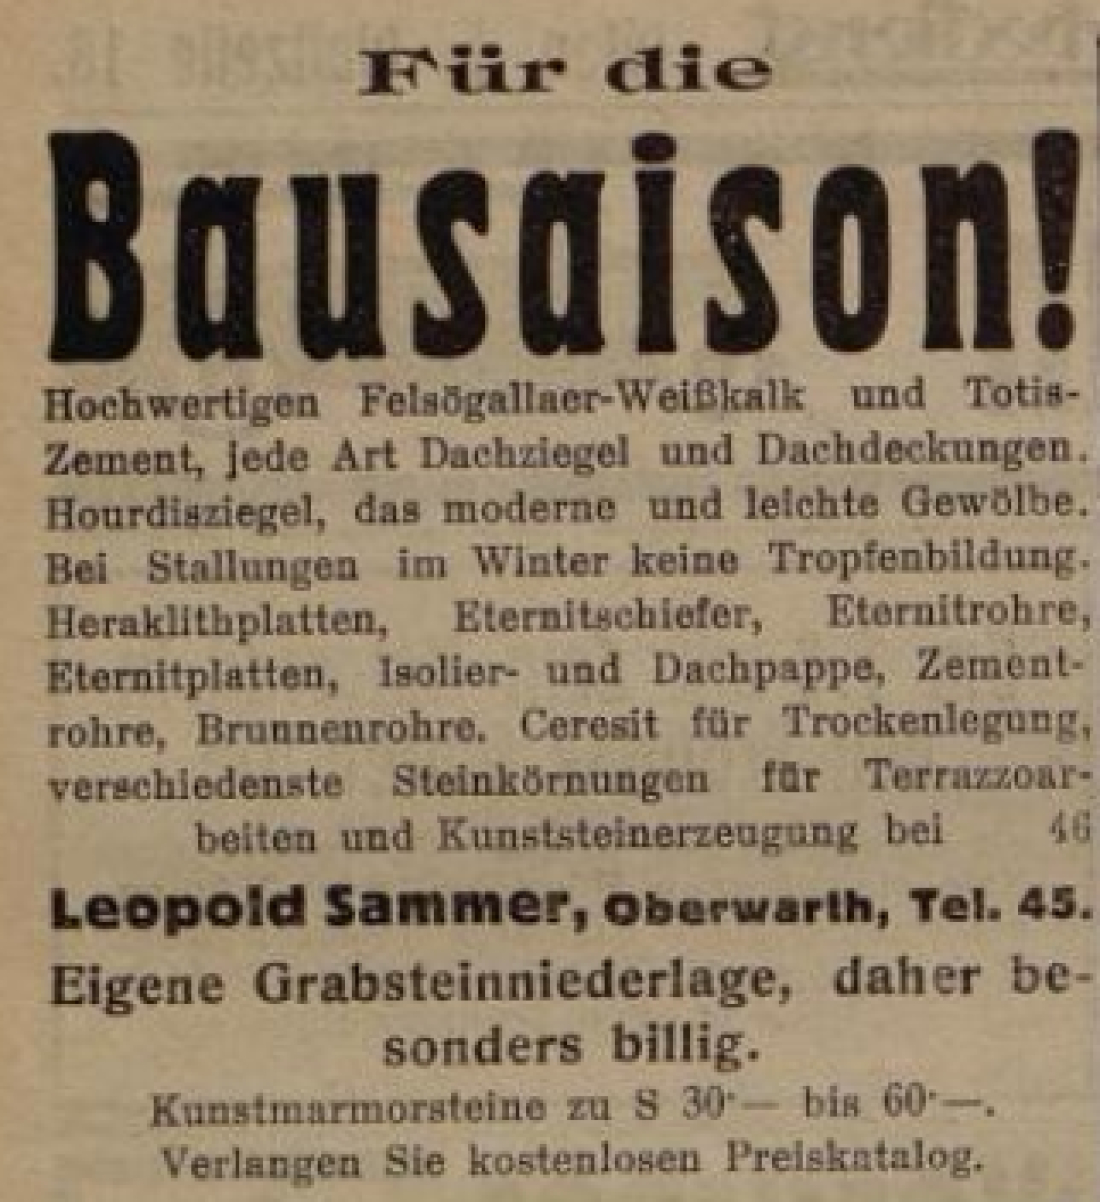 Für die
Bausaison!
Hochwertigen Felsögallaer-Weißkalk und Totis-
Zement, jede Art Dachziegel und Dachdeckungen.
Hourdisziegel, das moderne und leichte Gewölbe.
Bei Stallungen im Winter keine Tropfenbildung.
Heraklithplatten, Eternitschiefer, Eternitrohre,
Eternitplatten, Isolier- und Dachpappe, Zement-
rohre, Brunnenrohre. Ceresit für Trockenlegung,
verschiedenste Steinkörnungen für Terrazzoar-
beiten und Kunststeinerzeugung bei 46
Leopold Sammer, Oberwarth, Tel. 45.
Eigene Grabsteinniederlage, daher be-
sonders billig.
Kunstmarmorsteine zu S 30·— bis 60·—.
Verlangen Sie kostenlosen Preiskatalog.